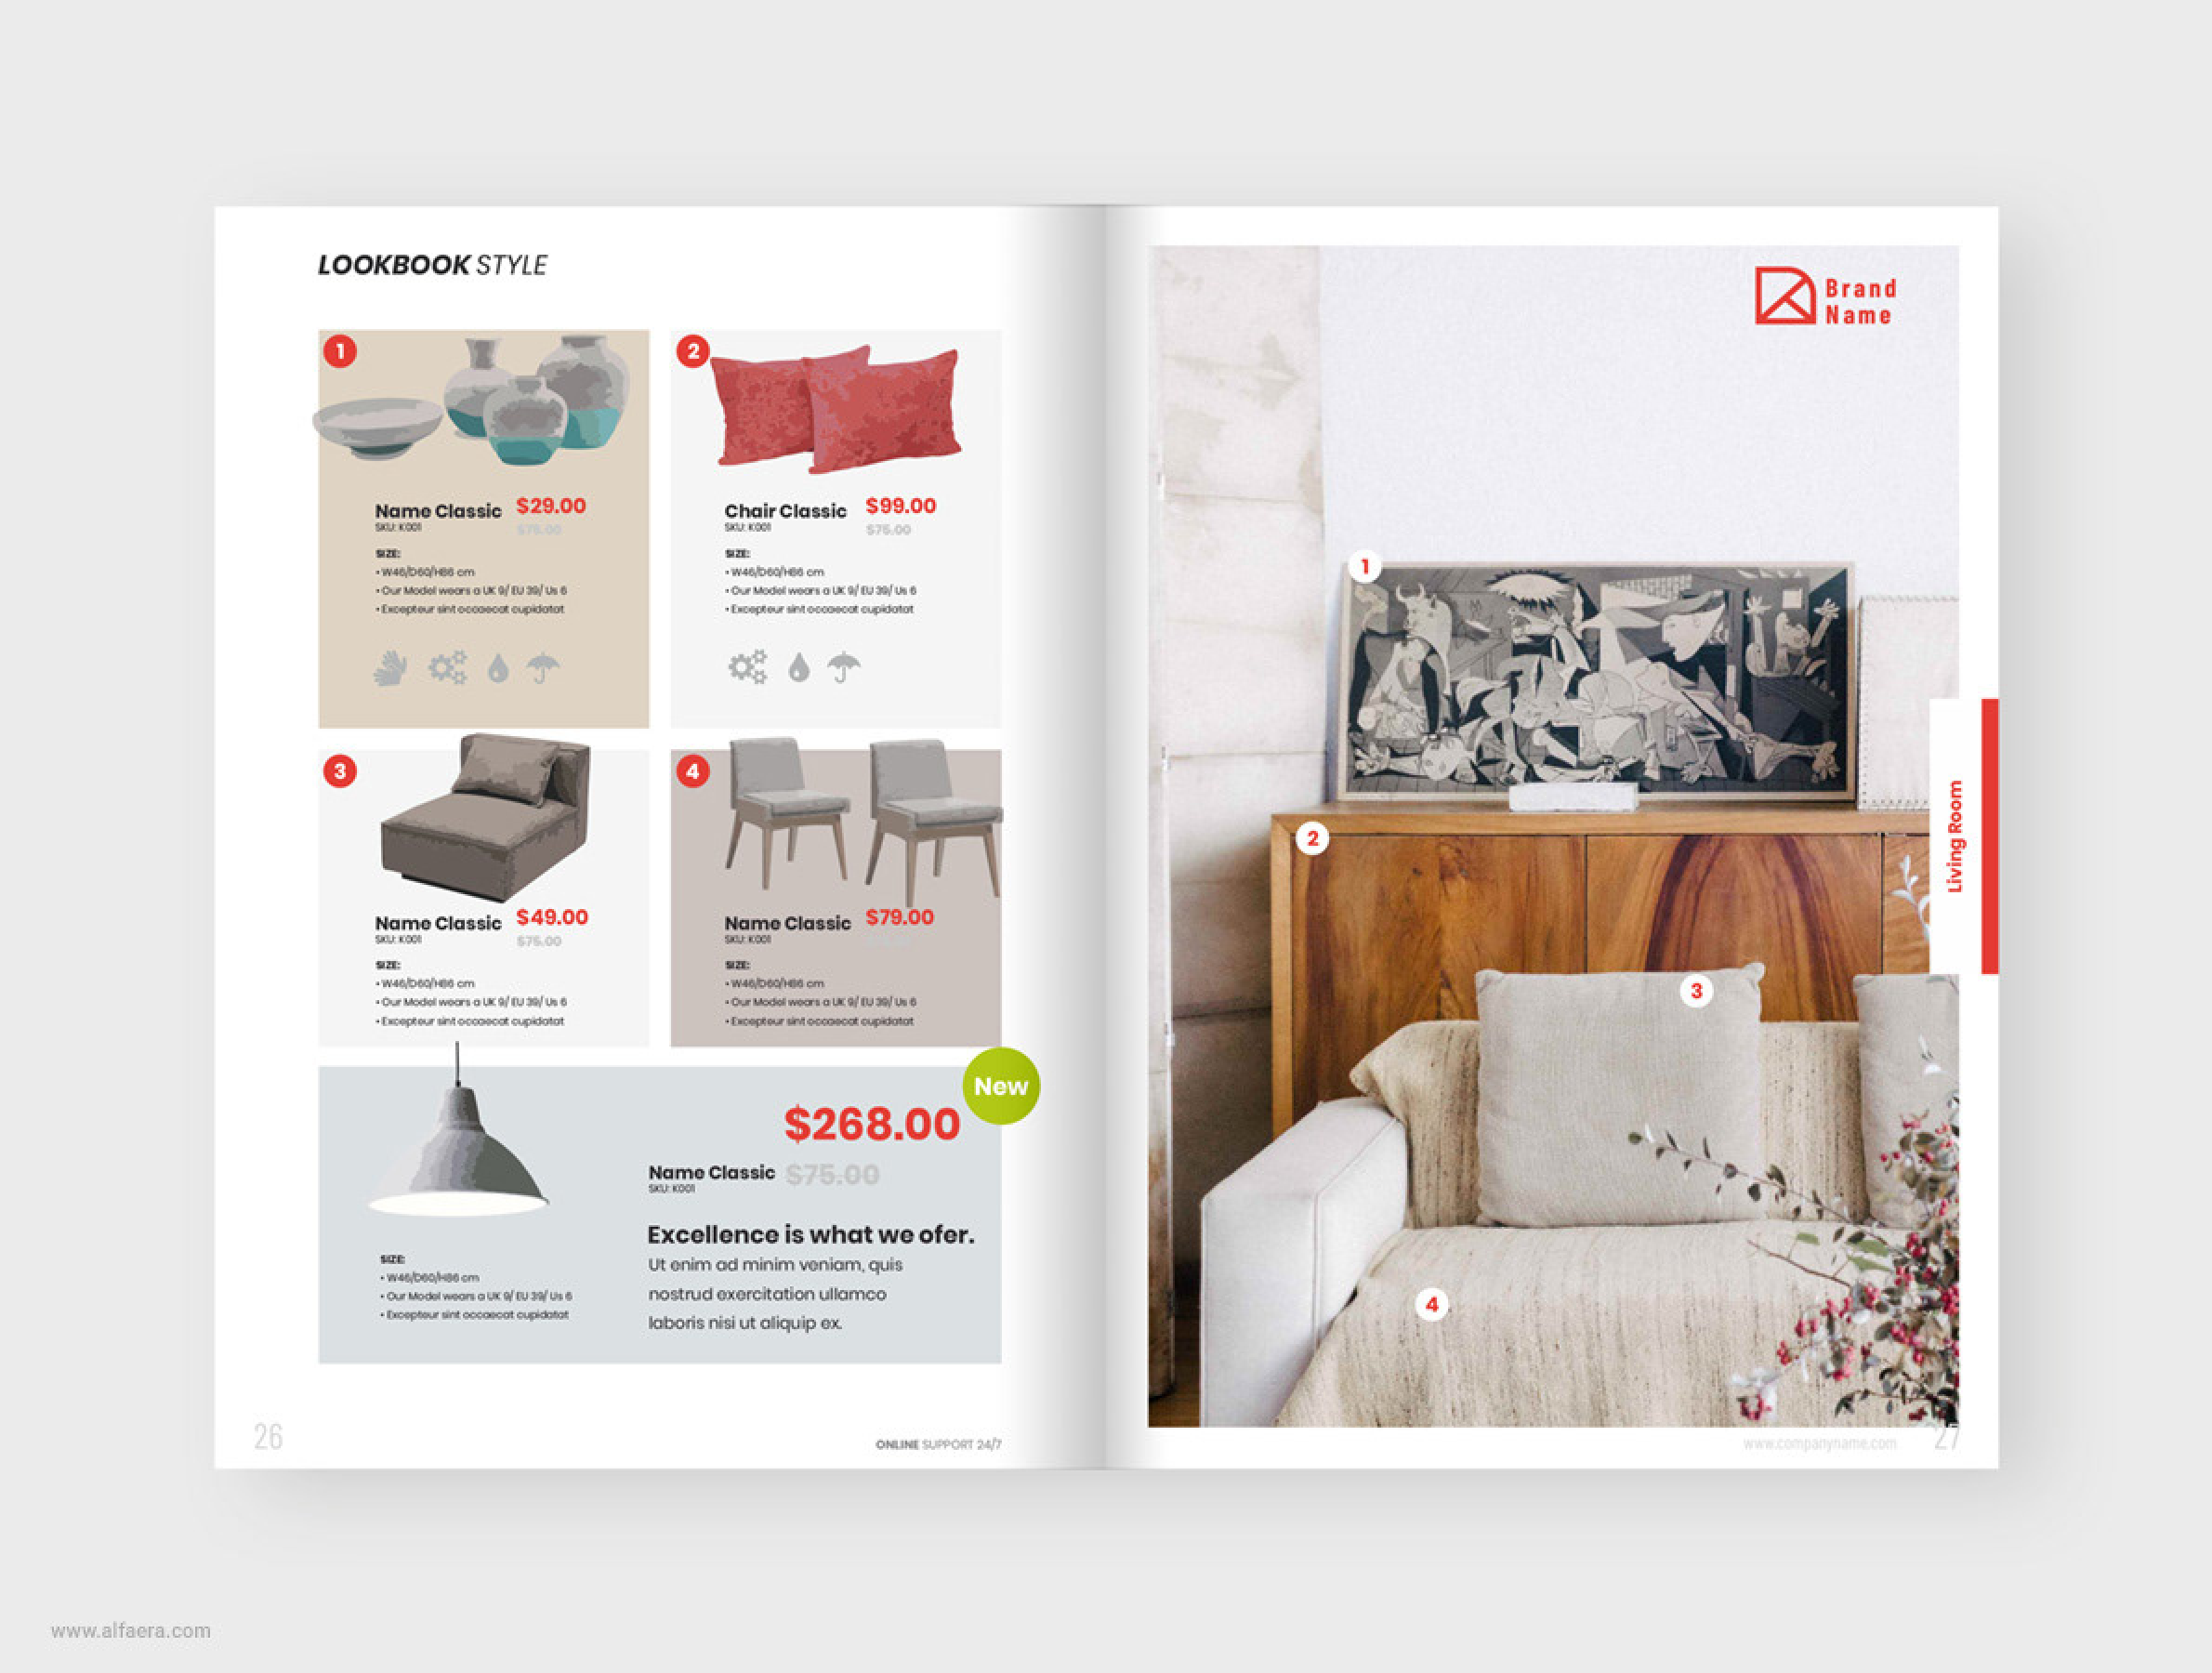 LOOKBOOK STYLE
1
Name Classic $29.00
SKU: K001 $75.00
SIZE:
• W46/D60/H86 cm
• Our Model wears a UK 9/ EU 39/ Us 6
• Excepteur sint occaecat cupidatat
2
Chair Classic $99.00
SKU: K001 $75.00
SIZE:
• W46/D60/H86 cm
• Our Model wears a UK 9/ EU 39/ Us 6
• Excepteur sint occaecat cupidatat
3
Name Classic $49.00
SKU: K001 $75.00
SIZE:
• W46/D60/H86 cm
• Our Model wears a UK 9/ EU 39/ Us 6
• Excepteur sint occaecat cupidatat
4
Name Classic $79.00
SKU: K001
SIZE:
• W46/D60/H86 cm
• Our Model wears a UK 9/ EU 39/ Us 6
• Excepteur sint occaecat cupidatat
New
$268.00
Name Classic $75.00
SKU: K001
Excellence is what we ofer.
Ut enim ad minim veniam, quis
nostrud exercitation ullamco
laboris nisi ut aliquip ex.
SIZE:
• W46/D60/H86 cm
• Our Model wears a UK 9/ EU 39/ Us 6
• Excepteur sint occaecat cupidatat
26
ONLINE SUPPORT 24/7
Brand
Name
1
2
3
4
Living Room
www.companyname.com
27
www.alfaera.com